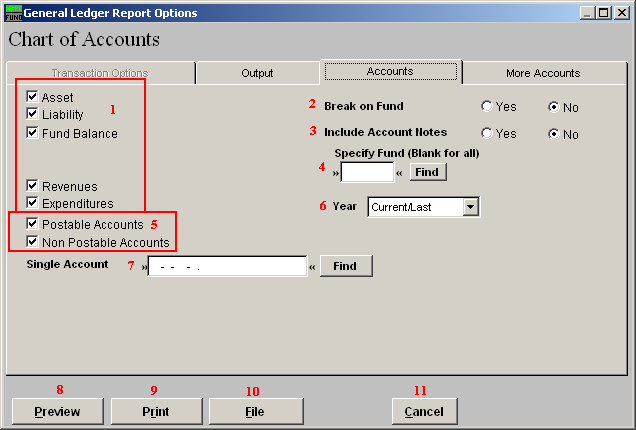 General Ledger Report Options
FUND
Chart of Accounts
Transaction Options
Output
Accounts
More Accounts
Asset
Liability
Fund Balance
1
Revenues
Expenditures
Postable Accounts 5
Non Postable Accounts
2 Break on Fund Yes No
3 Include Account Notes Yes No
Specify Fund (Blank for all)
4 » « Find
6 Year Current/Last
Single Account 7 » - - - . « Find
8 9 10 11
Preview Print File Cancel